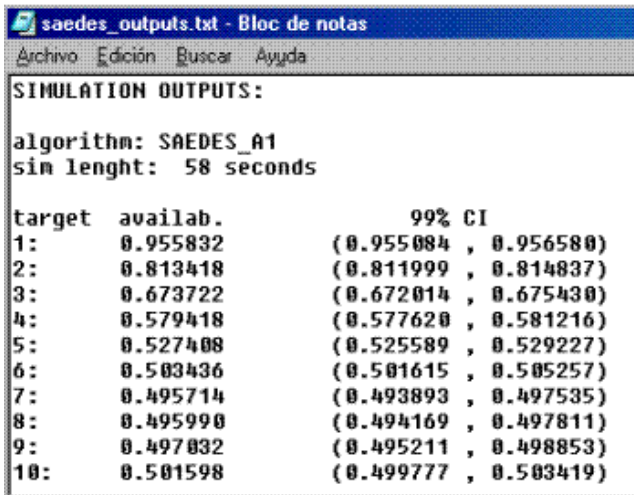 saedes_outputs.txt - Bloc de notas
Archivo Edición Buscar Ayuda
SIMULATION OUTPUTS:
algorithm: SAEDES_A1
sim lenght: 58 seconds
target availab. 99% CI
1: 0.955832 (0.955084 , 0.956580)
2: 0.813418 (0.811999 , 0.814837)
3: 0.673722 (0.672014 , 0.675430)
4: 0.579418 (0.577620 , 0.581216)
5: 0.527408 (0.525589 , 0.529227)
6: 0.503436 (0.501615 , 0.505257)
7: 0.495714 (0.493893 , 0.497535)
8: 0.495990 (0.494169 , 0.497811)
9: 0.497032 (0.495211 , 0.498853)
10: 0.501598 (0.499777 , 0.503419)